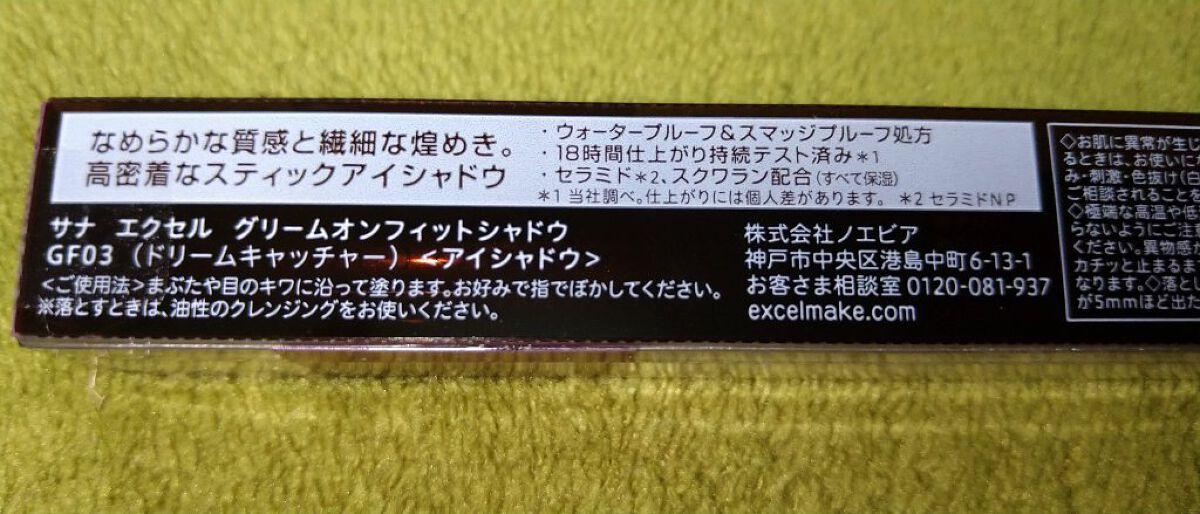 なめらかな質感と繊細な煌めき。
高密着なスティックアイシャドウ
・ウォータープルーフ&スマッジプルーフ処方
・18時間仕上がり持続テスト済み*1
・セラミド*2、スクワラン配合(すべて保湿)
*1 当社調べ。仕上がりには個人差があります。 *2 セラミドNP
サナ エクセル グリームオンフィットシャドウ
GF03 (ドリームキャッチャー) <アイシャドウ>
<ご使用法>まぶたや目のキワに沿って塗ります。お好みで指でぼかしてください。
※落とすときは、油性のクレンジングをお使いください。
株式会社ノエビア
神戸市中央区港島中町6-13-1
お客さま相談室 0120-081-937
excelmake.com
◇お肌に異常が生じ
るときは、お使いに
み・刺激・色抜け(白
ご相談されること
◇極端な高温や低
らないようにご注
ください。異物感
カチッと止まるま
なります。◇落と
が5mmほど出